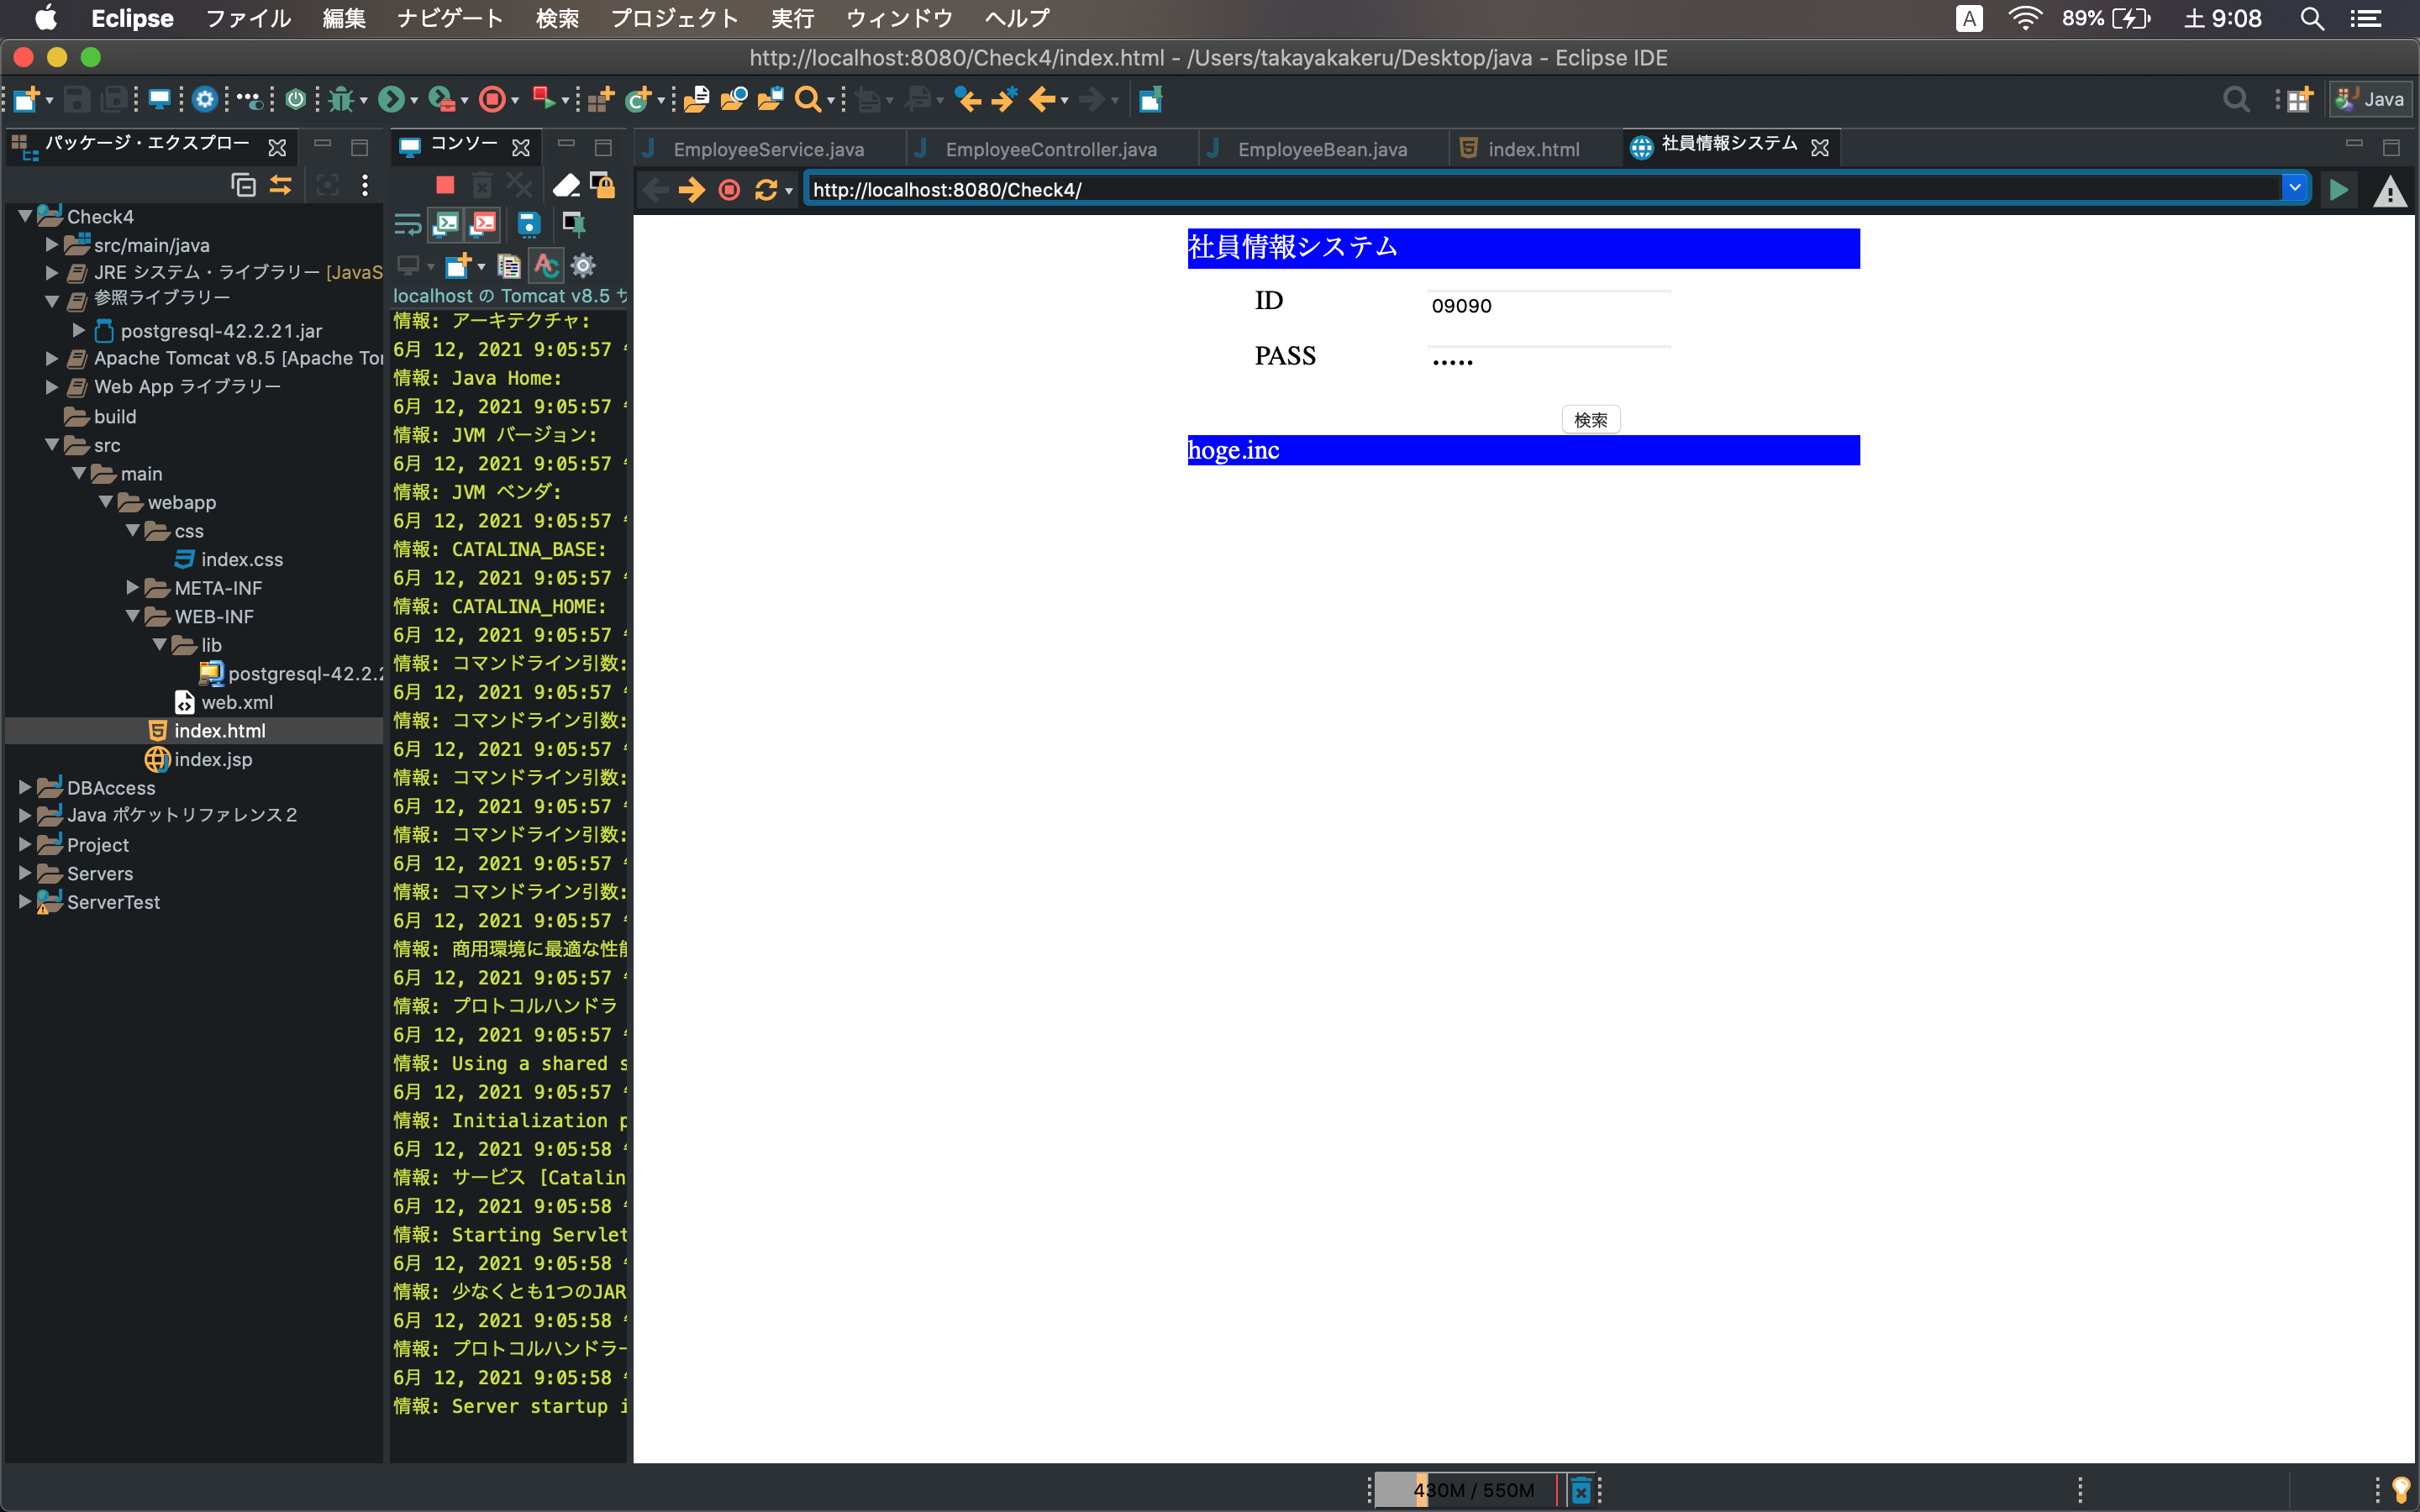 Eclipse ファイル 編集 ナビゲート 検索 プロジェクト 実行 ウィンドウ ヘルプ A 89% 土 9:08
http://localhost:8080/Check4/index.html - /Users/takayakakeru/Desktop/java - Eclipse IDE
Java
パッケージ・エクスプロー
Check4
src/main/java
JRE システム・ライブラリー [JavaS
参照ライブラリー
postgresql-42.2.21.jar
Apache Tomcat v8.5 [Apache Tor
Web App ライブラリー
build
src
main
webapp
css
index.css
META-INF
WEB-INF
lib
postgresql-42.2.2
web.xml
index.html
index.jsp
DBAccess
Java ポケットリファレンス２
Project
Servers
ServerTest
コンソー
localhost の Tomcat v8.5 サ
情報: アーキテクチャ:
6月 12, 2021 9:05:57 午
情報: Java Home:
6月 12, 2021 9:05:57 午
情報: JVM バージョン:
6月 12, 2021 9:05:57 午
情報: JVM ベンダ:
6月 12, 2021 9:05:57 午
情報: CATALINA_BASE:
6月 12, 2021 9:05:57 午
情報: CATALINA_HOME:
6月 12, 2021 9:05:57 午
情報: コマンドライン引数:
6月 12, 2021 9:05:57 午
情報: コマンドライン引数:
6月 12, 2021 9:05:57 午
情報: コマンドライン引数:
6月 12, 2021 9:05:57 午
情報: コマンドライン引数:
6月 12, 2021 9:05:57 午
情報: コマンドライン引数:
6月 12, 2021 9:05:57 午
情報: 商用環境に最適な性能
6月 12, 2021 9:05:57 午
情報: プロトコルハンドラ
6月 12, 2021 9:05:57 午
情報: Using a shared s
6月 12, 2021 9:05:57 午
情報: Initialization p
6月 12, 2021 9:05:58 午
情報: サービス [Catalin
6月 12, 2021 9:05:58 午
情報: Starting Servlet
6月 12, 2021 9:05:58 午
情報: 少なくとも1つのJAR
6月 12, 2021 9:05:58 午
情報: プロトコルハンドラー
6月 12, 2021 9:05:58 午
情報: Server startup i
EmployeeService.java EmployeeController.java EmployeeBean.java index.html 社員情報システム
http://localhost:8080/Check4/
社員情報システム
ID 09090
PASS •••••
検索
hoge.inc
430M / 550M